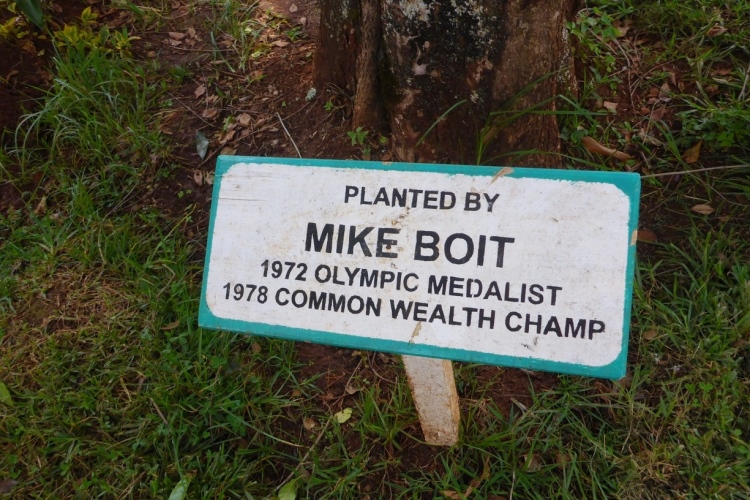 PLANTED BY
MIKE BOIT
1972 OLYMPIC MEDALIST
1978 COMMON WEALTH CHAMP